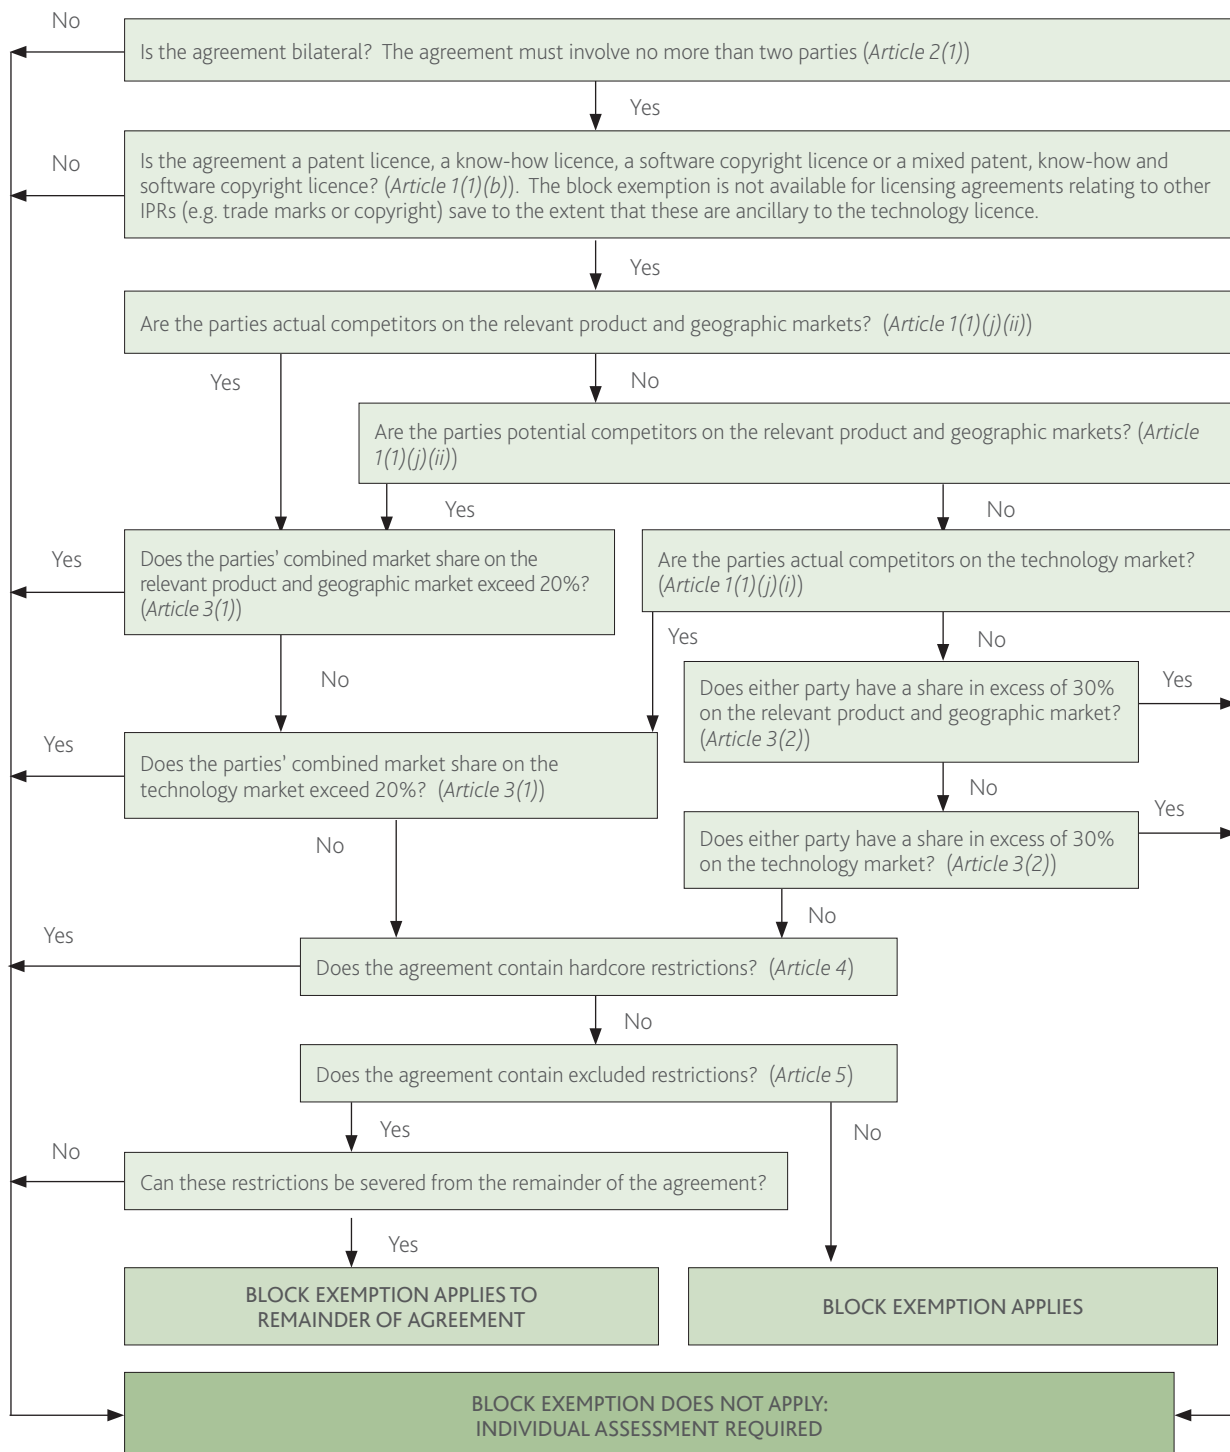 No
Is the agreement bilateral? The agreement must involve no more than two parties (Article 2(1))
Yes
No
Is the agreement a patent licence, a know-how licence, a software copyright licence or a mixed patent, know-how and
software copyright licence? (Article 1(1)(b)). The block exemption is not available for licensing agreements relating to other
IPRs (e.g. trade marks or copyright) save to the extent that these are ancillary to the technology licence.
Yes
Are the parties actual competitors on the relevant product and geographic markets? (Article 1(1)(j)(ii))
Yes
No
Are the parties potential competitors on the relevant product and geographic markets? (Article
1(1)(j)(ii))
Yes
No
Yes
Does the parties' combined market share on the
relevant product and geographic market exceed 20%?
(Article 3(1))
Are the parties actual competitors on the technology market?
(Article 1(1)(j)(i))
Yes
No
No
Does either party have a share in excess of 30%
on the relevant product and geographic market?
(Article 3(2))
Yes
Yes
Does the parties' combined market share on the
technology market exceed 20%? (Article 3(1))
No
Yes
No
Does either party have a share in excess of 30%
on the technology market? (Article 3(2))
No
Yes
Does the agreement contain hardcore restrictions? (Article 4)
No
Does the agreement contain excluded restrictions? (Article 5)
Yes
No
No
Can these restrictions be severed from the remainder of the agreement?
Yes
BLOCK EXEMPTION APPLIES TO
REMAINDER OF AGREEMENT
BLOCK EXEMPTION APPLIES
BLOCK EXEMPTION DOES NOT APPLY:
INDIVIDUAL ASSESSMENT REQUIRED